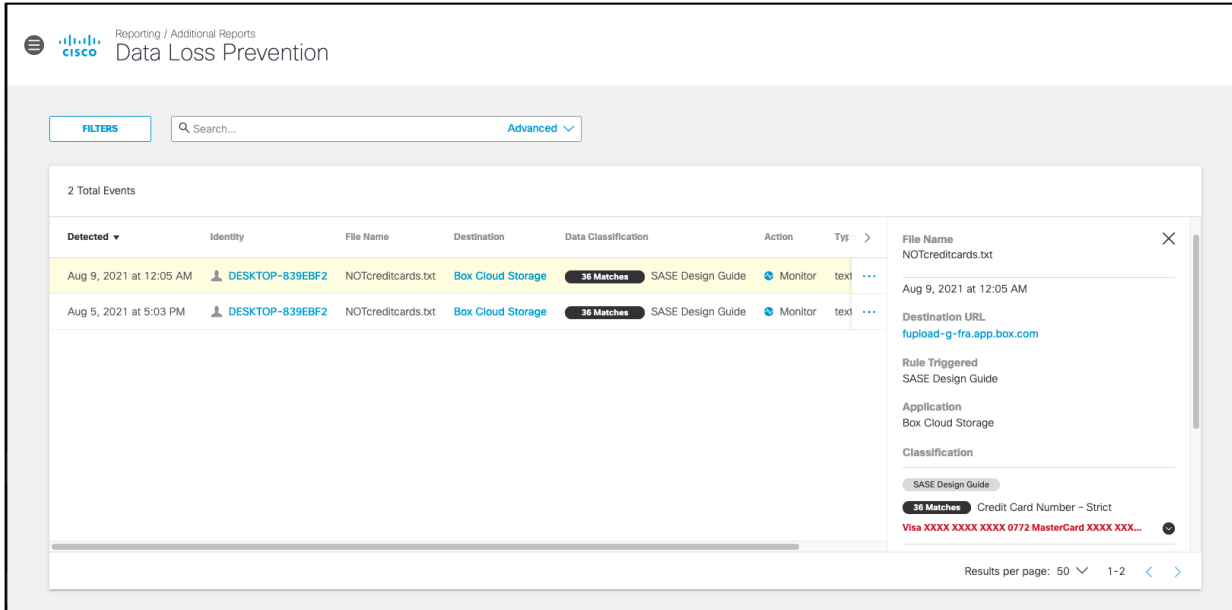 Reporting / Additional Reports
CISCO
Data Loss Prevention
FILTERS
Search...
Advanced
2 Total Events
Detected Identity File Name Destination Data Classification Action Typ
Aug 9, 2021 at 12:05 AM DESKTOP-839EBF2 NOTcreditcards.txt Box Cloud Storage 36 Matches SASE Design Guide Monitor text ...
Aug 5, 2021 at 5:03 PM DESKTOP-839EBF2 NOTcreditcards.txt Box Cloud Storage 36 Matches SASE Design Guide Monitor text ...
File Name
NOTcreditcards.txt
Aug 9, 2021 at 12:05 AM
Destination URL
fupload-g-fra.app.box.com
Rule Triggered
SASE Design Guide
Application
Box Cloud Storage
Classification
SASE Design Guide
36 Matches Credit Card Number - Strict
Visa XXXX XXXX XXXX 0772 MasterCard XXXX XXX...
Results per page: 50 1-2